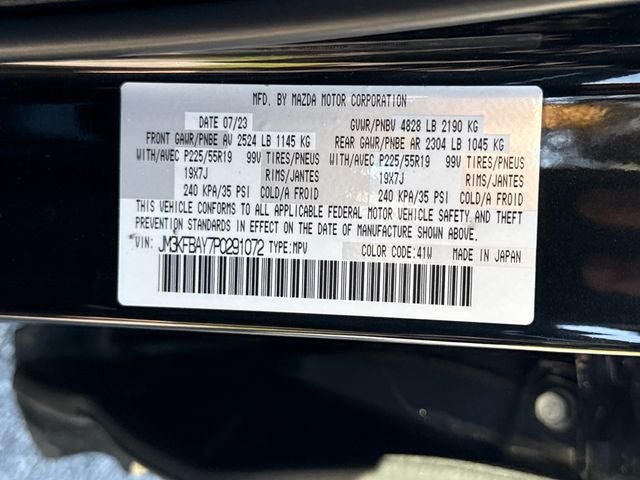 MFD. BY MAZDA MOTOR CORPORATION
DATE 07/23 GVWR/PNBV 4828 LB 2190 KG
FRONT GAWR/PNBE AV 2524 LB 1145 KG REAR GAWR/PNBE AR 2304 LB 1045 KG
WITH/AVEC P225/55R19 99V TIRES/PNEUS WITH/AVEC P225/55R19 99V TIRES/PNEUS
19X7J RIMS/JANTES 19X7J RIMS/JANTES
240 KPA/35 PSI COLD/A FROID 240 KPA/35 PSI COLD/A FROID
THIS VEHICLE CONFORMS TO ALL APPLICABLE FEDERAL MOTOR VEHICLE SAFETY AND THEFT
PREVENTION STANDARDS IN EFFECT ON THE DATE OF MANUFACTURE SHOWN ABOVE.
VIN: JM3KFBAY7P0291072 TYPE:MPV COLOR CODE:41W MADE IN JAPAN